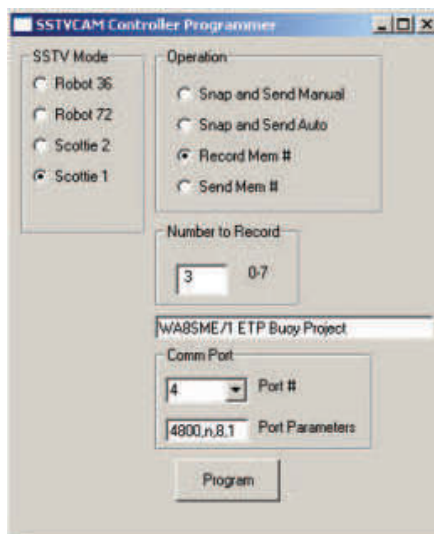 SSTVCAM Controller Programmer
SSTV Mode
Robot 36
Robot 72
Scottie 2
Scottie 1
Operation
Snap and Send Manual
Snap and Send Auto
Record Mem #
Send Mem #
Number to Record
3 0-7
WA8SME/1 ETP Buoy Project
Comm Port
4 Port #
4800,n,8,1 Port Parameters
Program